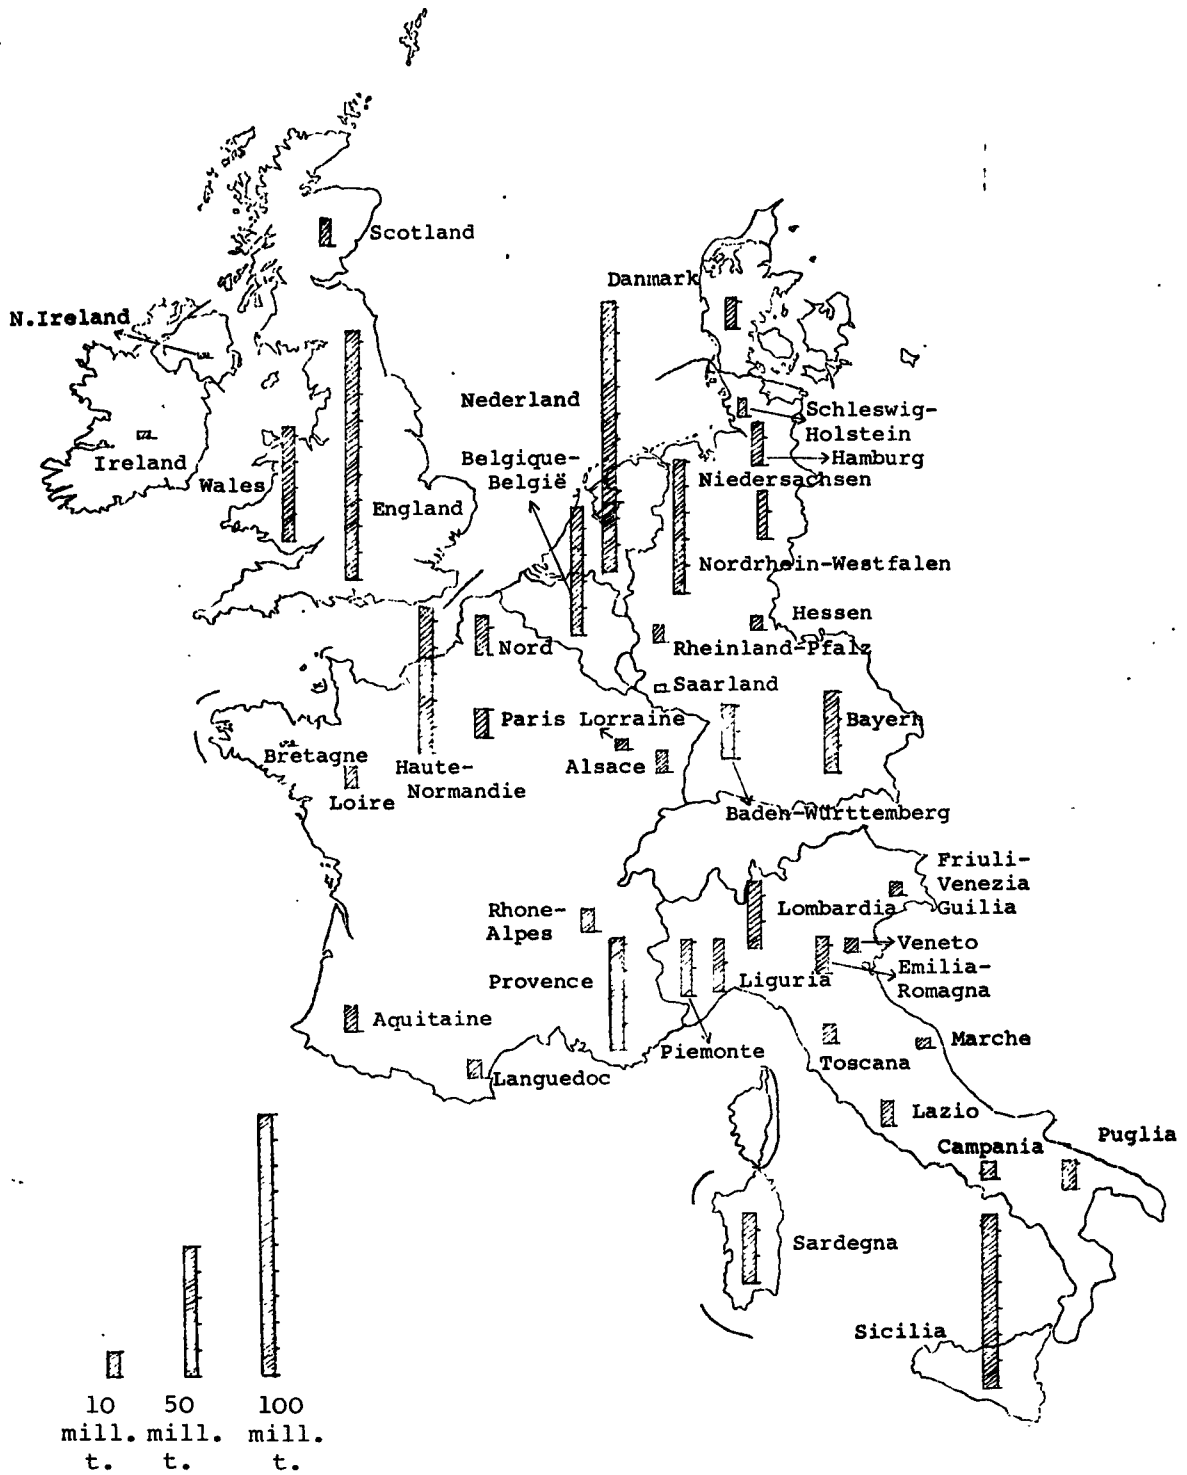 Scotland
Danmark
N.Ireland
Nederland
Schleswig-
Holstein
Hamburg
Ireland
Belgique-
België
Wales
England
Niedersachsen
Nordrhein-Westfalen
Hessen
Nord
Rheinland-Pfalz
Saarland
Paris
Lorraine
Bayern
Bretagne
Alsace
Haute-
Normandie
Loire
Baden-Württemberg
Friuli-
Venezia
Guilia
Rhone-
Alpes
Lombardia
Veneto
Emilia-
Romagna
Provence
Liguria
Aquitaine
Piemonte
Toscana
Marche
Languedoc
Lazio
Campania
Puglia
Sardegna
Sicilia
10
mill.
t.
50
mill.
t.
100
mill.
t.